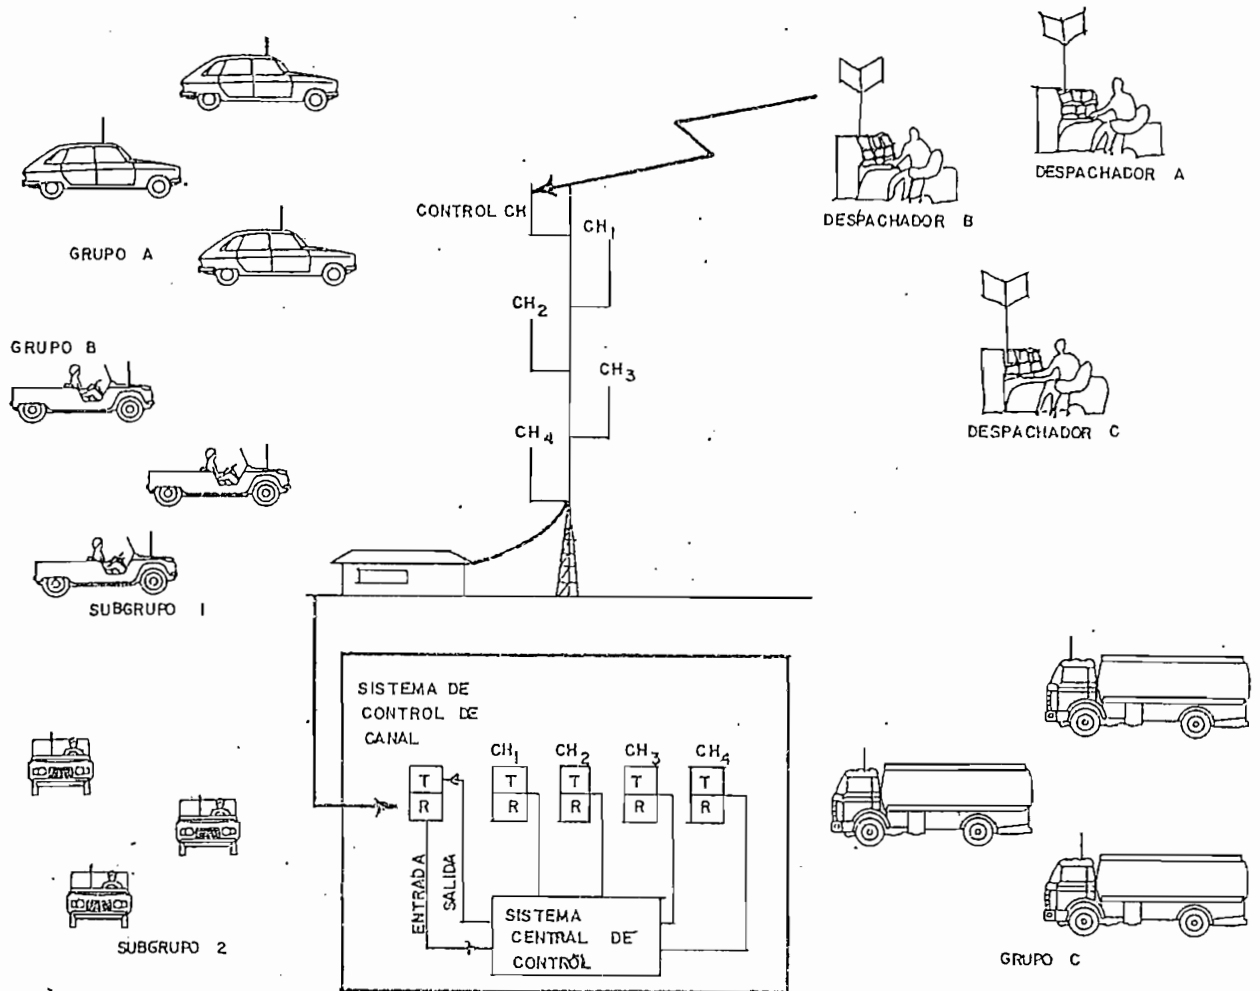 GRUPO A
CONTROL CH
CH1
CH2
CH3
CH4
DESPACHADOR A
DESPACHADOR B
DESPACHADOR C
GRUPO B
SUBGRUPO 1
SUBGRUPO 2
SISTEMA DE
CONTROL DE
CANAL
T
R
CH1
T
R
CH2
T
R
CH3
T
R
CH4
T
R
ENTRADA
SALIDA
SISTEMA
CENTRAL DE
CONTROL
GRUPO C